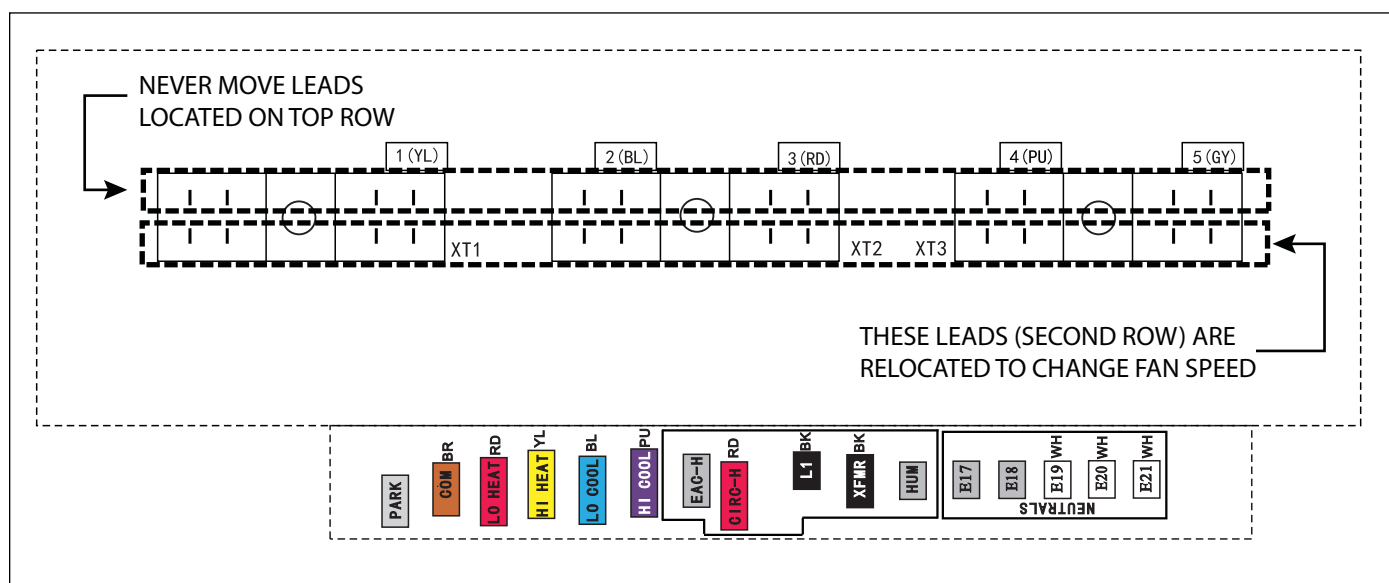 NEVER MOVE LEADS
LOCATED ON TOP ROW
1(YL)
2(BL)
3(RD)
4(PU)
5(GY)
XT1
XT2
XT3
THESE LEADS (SECOND ROW) ARE
RELOCATED TO CHANGE FAN SPEED
PARK
COM BR
LO HEAT RD
HI HEAT YL
LO COOL BL
HI COOL PU
EAC-H
CIRC-H RD
L1 BK
XFMR BK
HUM
E17
E18
E19 WH
E20 WH
E21 WH
NEUTRALS